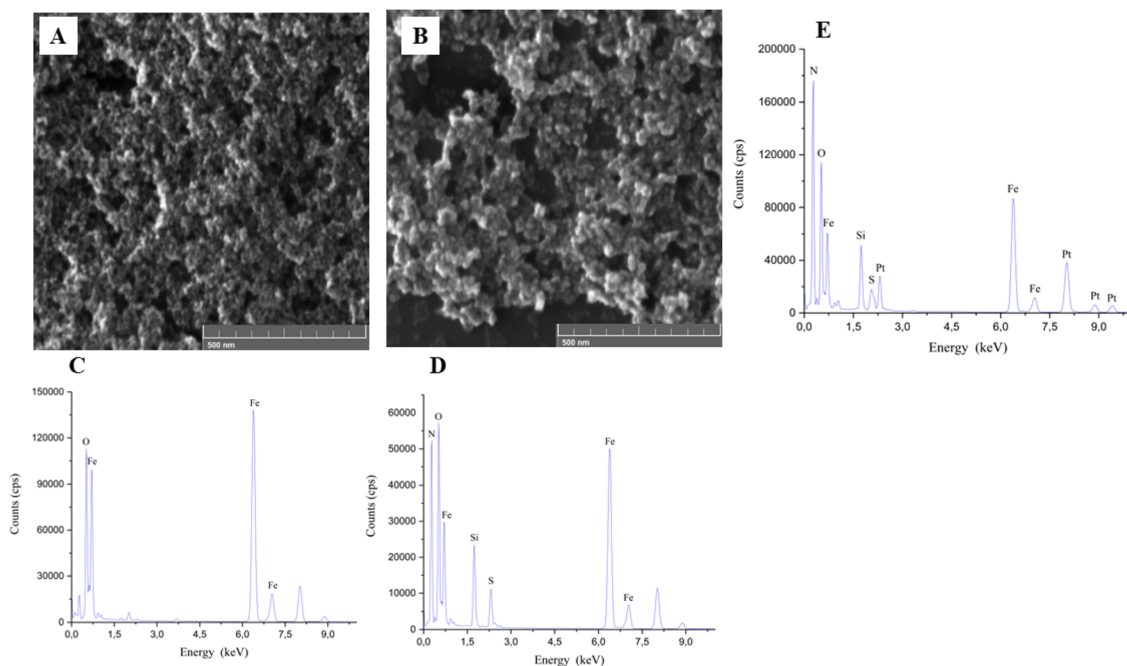 A
500 nm
B
500 nm
E
Counts (cps)
200000
160000
120000
80000
40000
0
N
O
Fe
Si
S
Pt
Fe
Fe
Pt
Pt
Pt
0,0 1,5 3,0 4,5 6,0 7,5 9,0
Energy (keV)
C
Counts (cps)
150000
120000
90000
60000
30000
0
O
Fe
Fe
Fe
0,0 1,5 3,0 4,5 6,0 7,5 9,0
Energy (keV)
D
Counts (cps)
60000
50000
40000
30000
20000
10000
0
N
O
Fe
Si
S
Fe
Fe
0,0 1,5 3,0 4,5 6,0 7,5 9,0
Energy (keV)